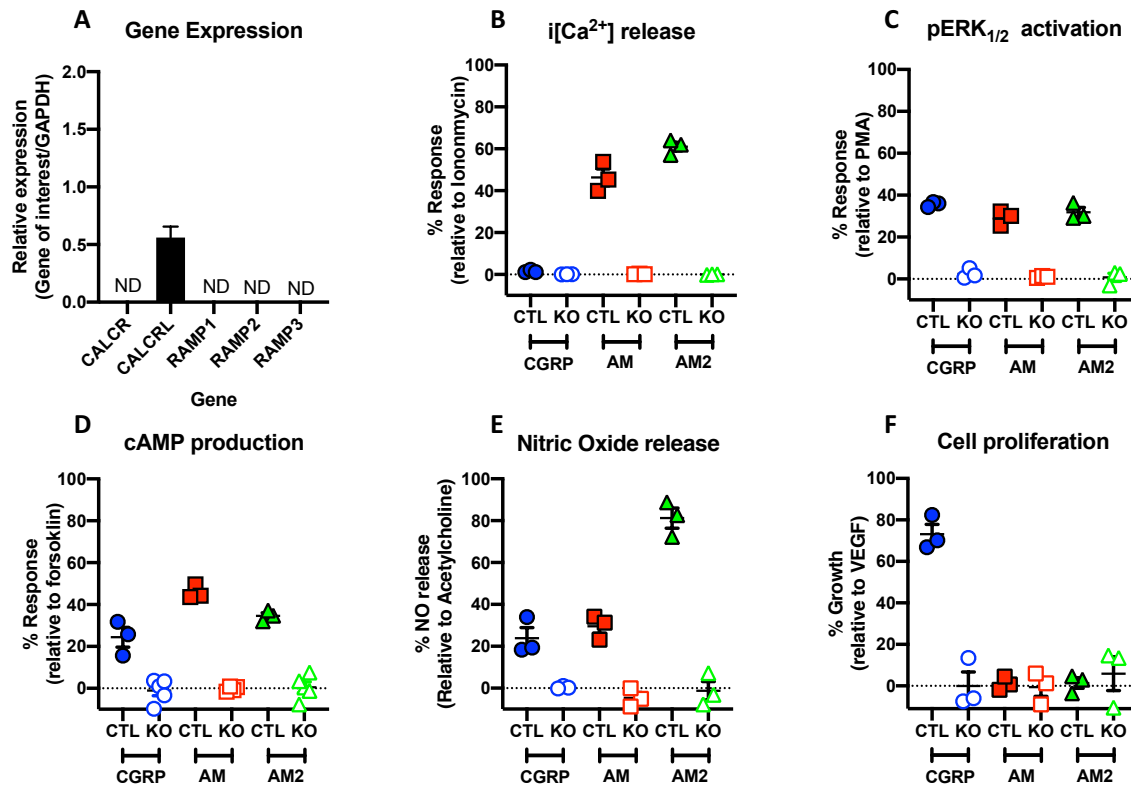 A
Gene Expression
Relative expression
(Gene of interest/GAPDH)
2.0
1.5
1.0
0.5
0.0
ND
ND
ND
ND
CALCR
CALCRL
RAMP1
RAMP2
RAMP3
Gene
B
i[Ca²⁺] release
% Response
(relative to Iononmycin)
100
80
60
40
20
0
CTL KO CTL KO CTL KO
CGRP AM AM2
C
pERK₁/₂ activation
% Response
(relative to PMA)
100
80
60
40
20
0
CTL KO CTL KO CTL KO
CGRP AM AM2
D
cAMP production
% Response
(relative to forsoklin)
100
80
60
40
20
0
CTL KO CTL KO CTL KO
CGRP AM AM2
E
Nitric Oxide release
% NO release
(Relative to Acetylcholine)
100
80
60
40
20
0
CTL KO CTL KO CTL KO
CGRP AM AM2
F
Cell proliferation
% Growth
(relative to VEGF)
100
80
60
40
20
0
CTL KO CTL KO CTL KO
CGRP AM AM2